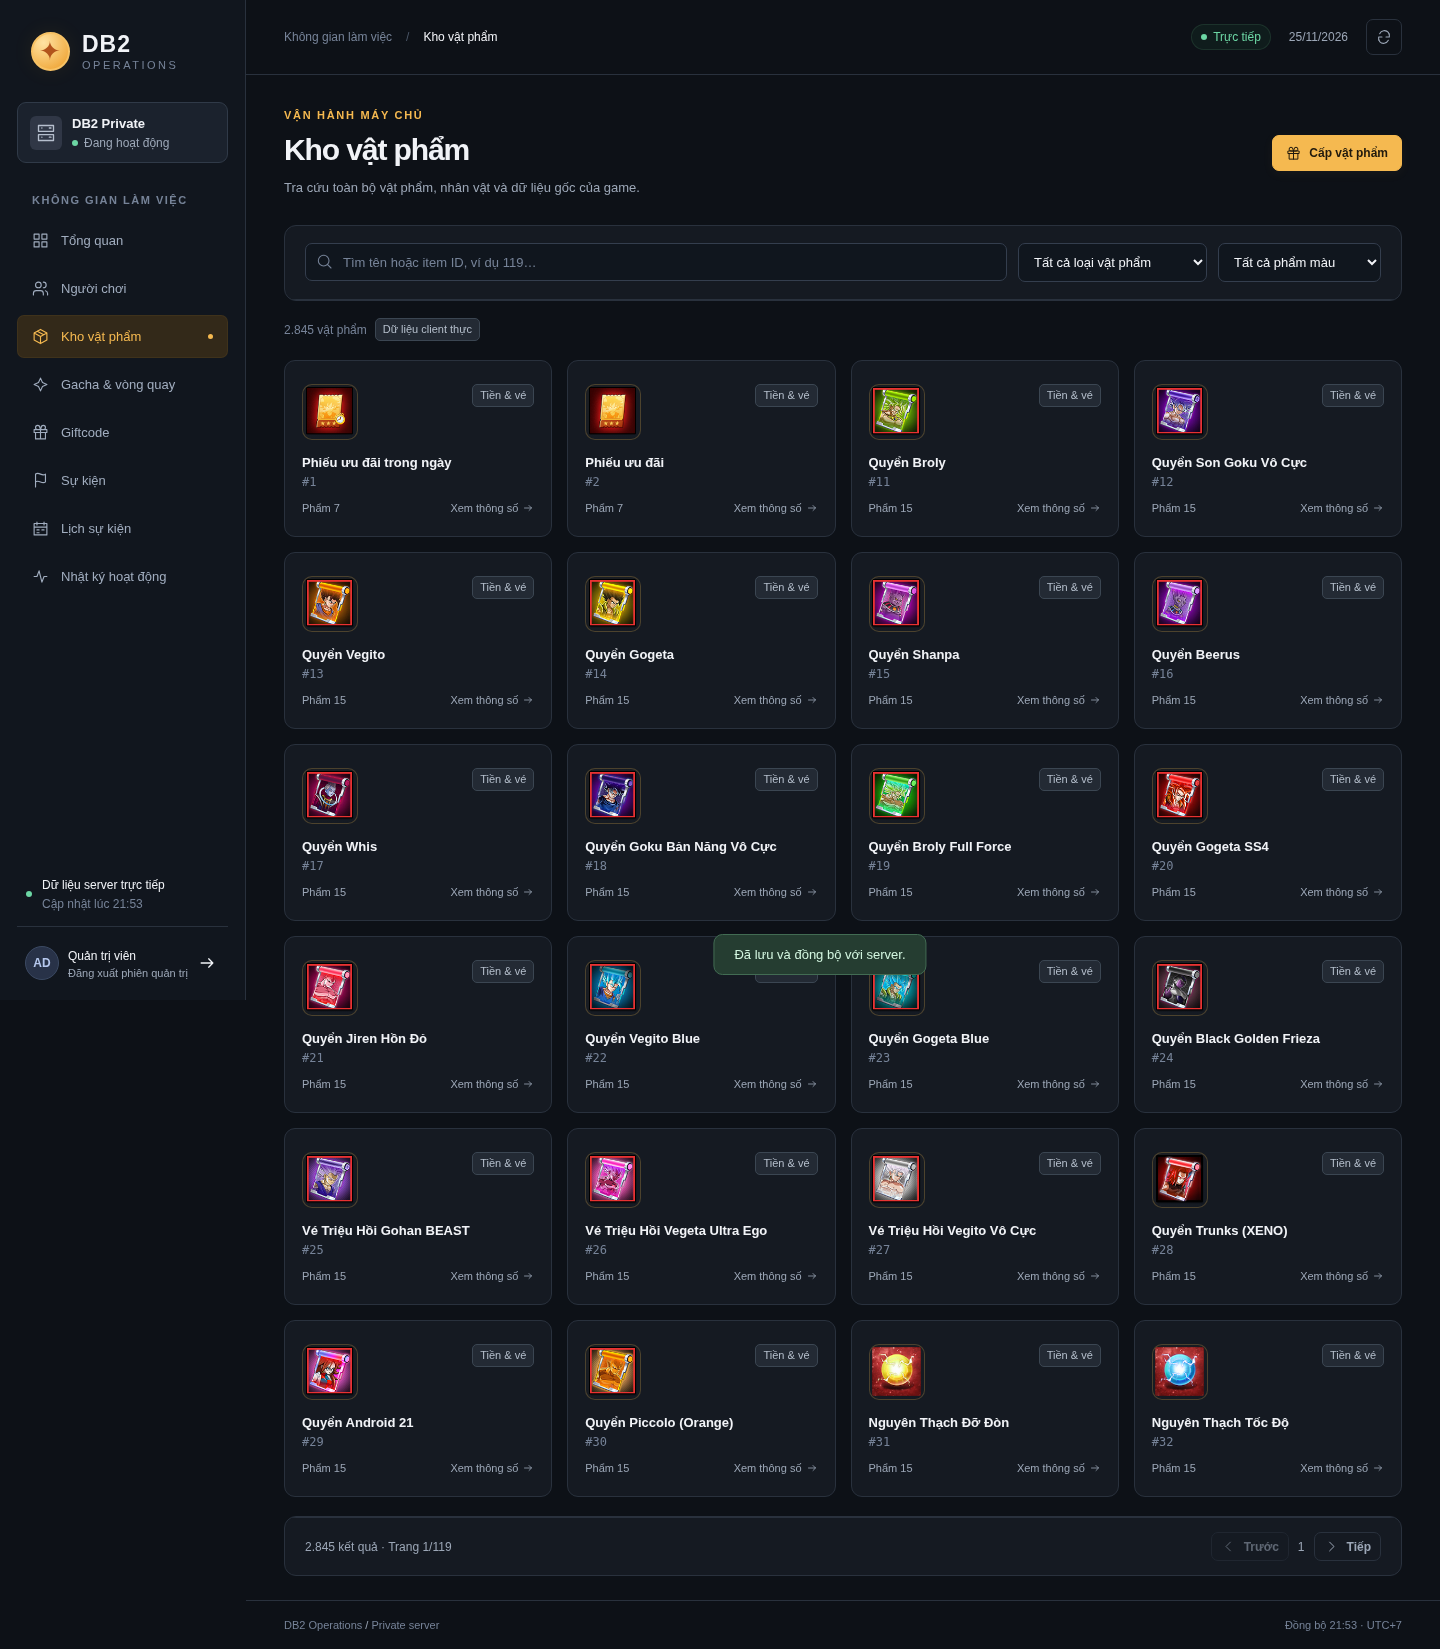 DB2
OPERATIONS
DB2 Private
Đang hoạt động
KHÔNG GIAN LÀM VIỆC
Tổng quan
Người chơi
Kho vật phẩm
Gacha & vòng quay
Giftcode
Sự kiện
Lịch sự kiện
Nhật ký hoạt động
Dữ liệu server trực tiếp
Cập nhật lúc 21:53
AD
Quản trị viên
Đăng xuất phiên quản trị
Không gian làm việc / Kho vật phẩm
Trực tiếp 25/11/2026
VẬN HÀNH MÁY CHỦ
Kho vật phẩm
Tra cứu toàn bộ vật phẩm, nhân vật và dữ liệu gốc của game.
Cấp vật phẩm
Tìm tên hoặc item ID, ví dụ 119…
Tất cả loại vật phẩm
Tất cả phẩm màu
2.845 vật phẩm Dữ liệu client thực
Tiền & vé
Phiếu ưu đãi trong ngày
#1
Phẩm 7 Xem thông số →
Tiền & vé
Phiếu ưu đãi
#2
Phẩm 7 Xem thông số →
Tiền & vé
Quyển Broly
#11
Phẩm 15 Xem thông số →
Tiền & vé
Quyển Son Goku Vô Cực
#12
Phẩm 15 Xem thông số →
Tiền & vé
Quyển Vegito
#13
Phẩm 15 Xem thông số →
Tiền & vé
Quyển Gogeta
#14
Phẩm 15 Xem thông số →
Tiền & vé
Quyển Shanpa
#15
Phẩm 15 Xem thông số →
Tiền & vé
Quyển Beerus
#16
Phẩm 15 Xem thông số →
Tiền & vé
Quyển Whis
#17
Phẩm 15 Xem thông số →
Tiền & vé
Quyển Goku Bản Năng Vô Cực
#18
Phẩm 15 Xem thông số →
Tiền & vé
Quyển Broly Full Force
#19
Phẩm 15 Xem thông số →
Tiền & vé
Quyển Gogeta SS4
#20
Phẩm 15 Xem thông số →
Đã lưu và đồng bộ với server.
Tiền & vé
Quyển Jiren Hồn Đỏ
#21
Phẩm 15 Xem thông số →
Quyển Vegito Blue
#22
Phẩm 15 Xem thông số →
Tiền & vé
Quyển Gogeta Blue
#23
Phẩm 15 Xem thông số →
Tiền & vé
Quyển Black Golden Frieza
#24
Phẩm 15 Xem thông số →
Tiền & vé
Vé Triệu Hồi Gohan BEAST
#25
Phẩm 15 Xem thông số →
Tiền & vé
Vé Triệu Hồi Vegeta Ultra Ego
#26
Phẩm 15 Xem thông số →
Tiền & vé
Vé Triệu Hồi Vegito Vô Cực
#27
Phẩm 15 Xem thông số →
Tiền & vé
Quyển Trunks (XENO)
#28
Phẩm 15 Xem thông số →
Tiền & vé
Quyển Android 21
#29
Phẩm 15 Xem thông số →
Tiền & vé
Quyển Piccolo (Orange)
#30
Phẩm 15 Xem thông số →
Tiền & vé
Nguyên Thạch Đỡ Đòn
#31
Phẩm 15 Xem thông số →
Tiền & vé
Nguyên Thạch Tốc Độ
#32
Phẩm 15 Xem thông số →
2.845 kết quả · Trang 1/119
Trước 1 Tiếp
DB2 Operations / Private server
Đồng bộ 21:53 · UTC+7